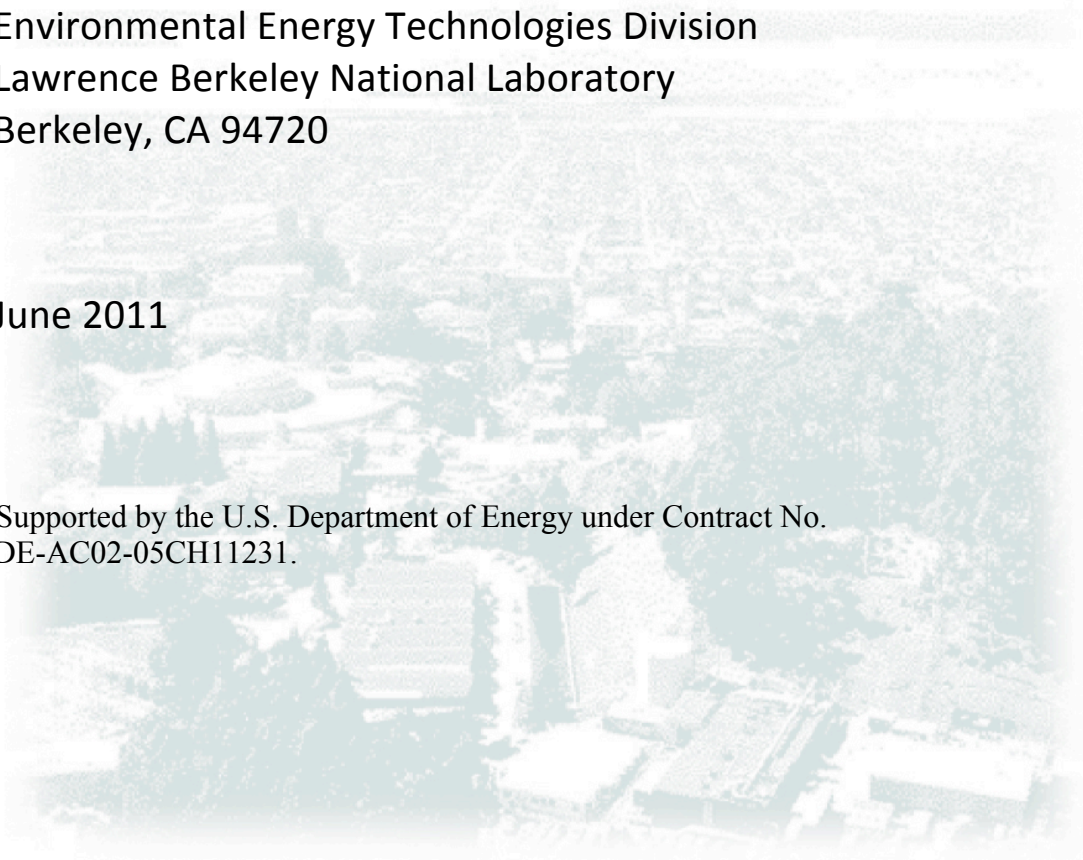 Environmental Energy Technologies Division
Lawrence Berkeley National Laboratory
Berkeley, CA 94720
June 2011
Supported by the U.S. Department of Energy under Contract No.
DE-AC02-05CH11231.